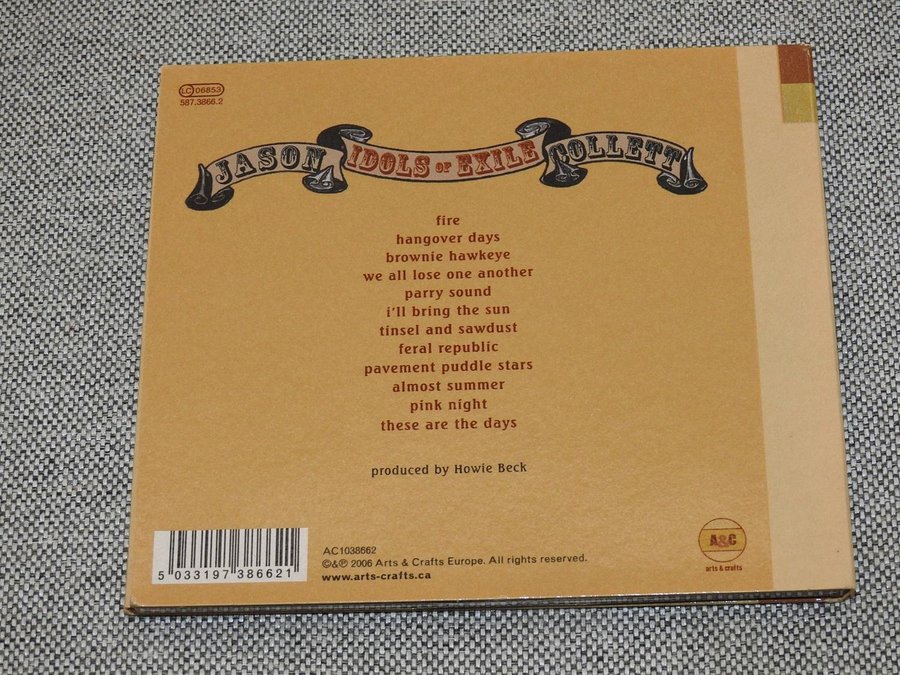 LC 06853
587.3866.2
JASON IDOLS OF EXILE COLLETT
fire
hangover days
brownie hawkeye
we all lose one another
parry sound
i'll bring the sun
tinsel and sawdust
feral republic
pavement puddle stars
almost summer
pink night
these are the days
produced by Howie Beck
5 033197 386621
AC1038662
©&℗ 2006 Arts & Crafts Europe. All rights reserved.
www.arts-crafts.ca
A&C
arts & crafts